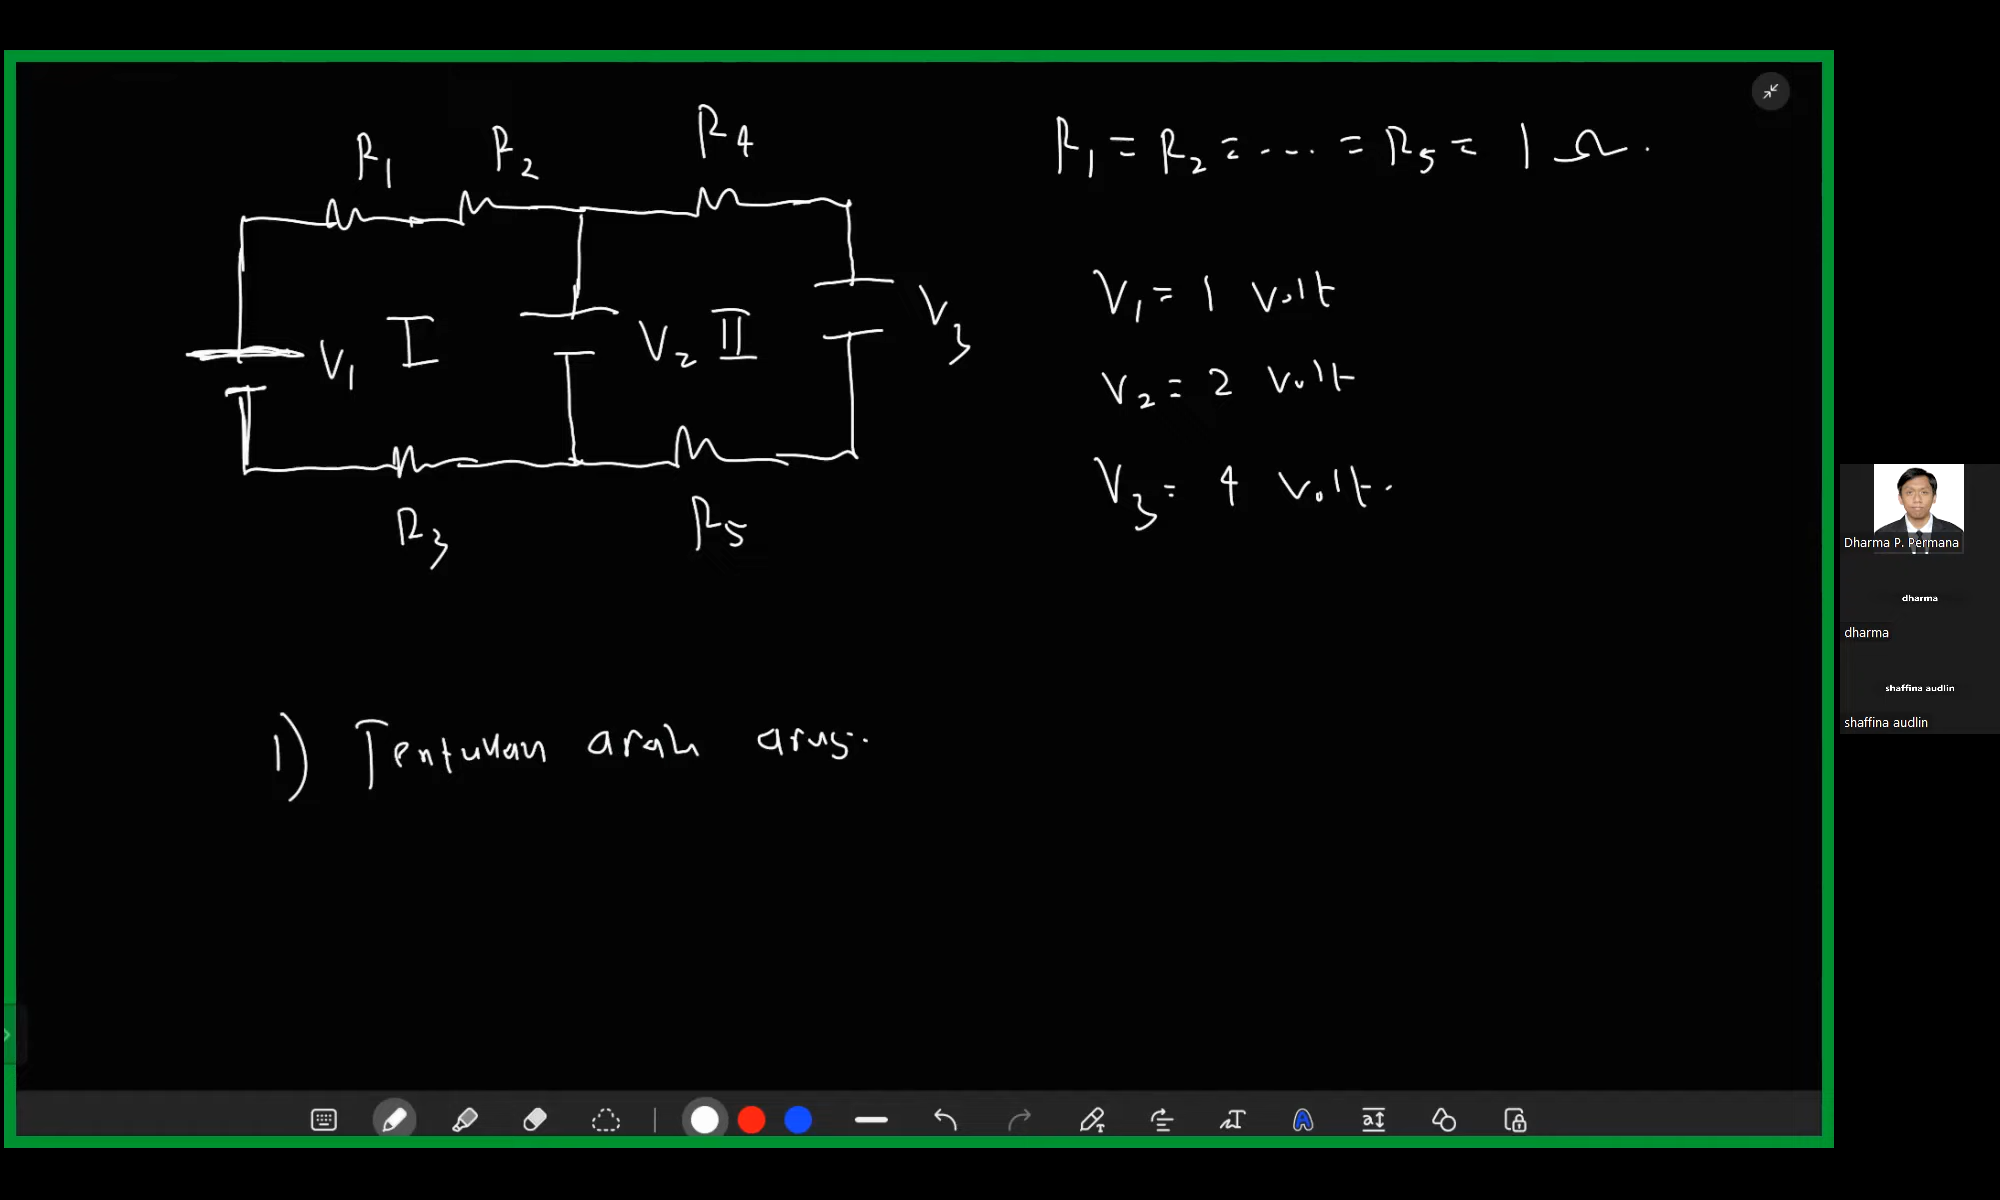 R1 R2 R4
R1 = R2 = .... = R5 = 1 Ω.
V1 I V2 II V3
V1 = 1 Volt
V2 = 2 Volt
V3 = 4 Volt.
R3 R5
1) Tentukan arah arus.
Dharma P. Permana
dharma
dharma
shaffina audlin
shaffina audlin